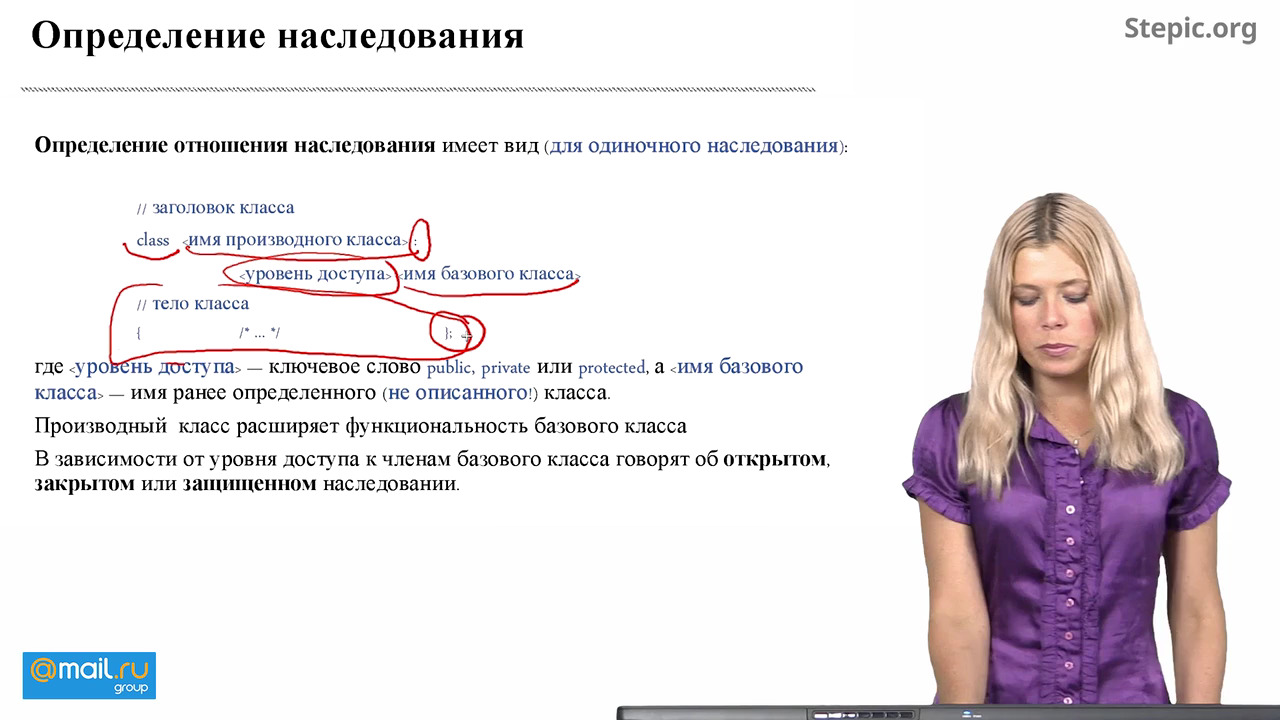 Определение наследования
Stepic.org
Определение отношения наследования имеет вид (для одиночного наследования):
// заголовок класса
class <имя производного класса> :
<уровень доступа> <имя базового класса>
// тело класса
{ /* ... */ };
где <уровень доступа> — ключевое слово public, private или protected, а <имя базового
класса> — имя ранее определенного (не описанного!) класса.
Производный класс расширяет функциональность базового класса
В зависимости от уровня доступа к членам базового класса говорят об открытом,
закрытом или защищенном наследовании.
@mail.ru
group